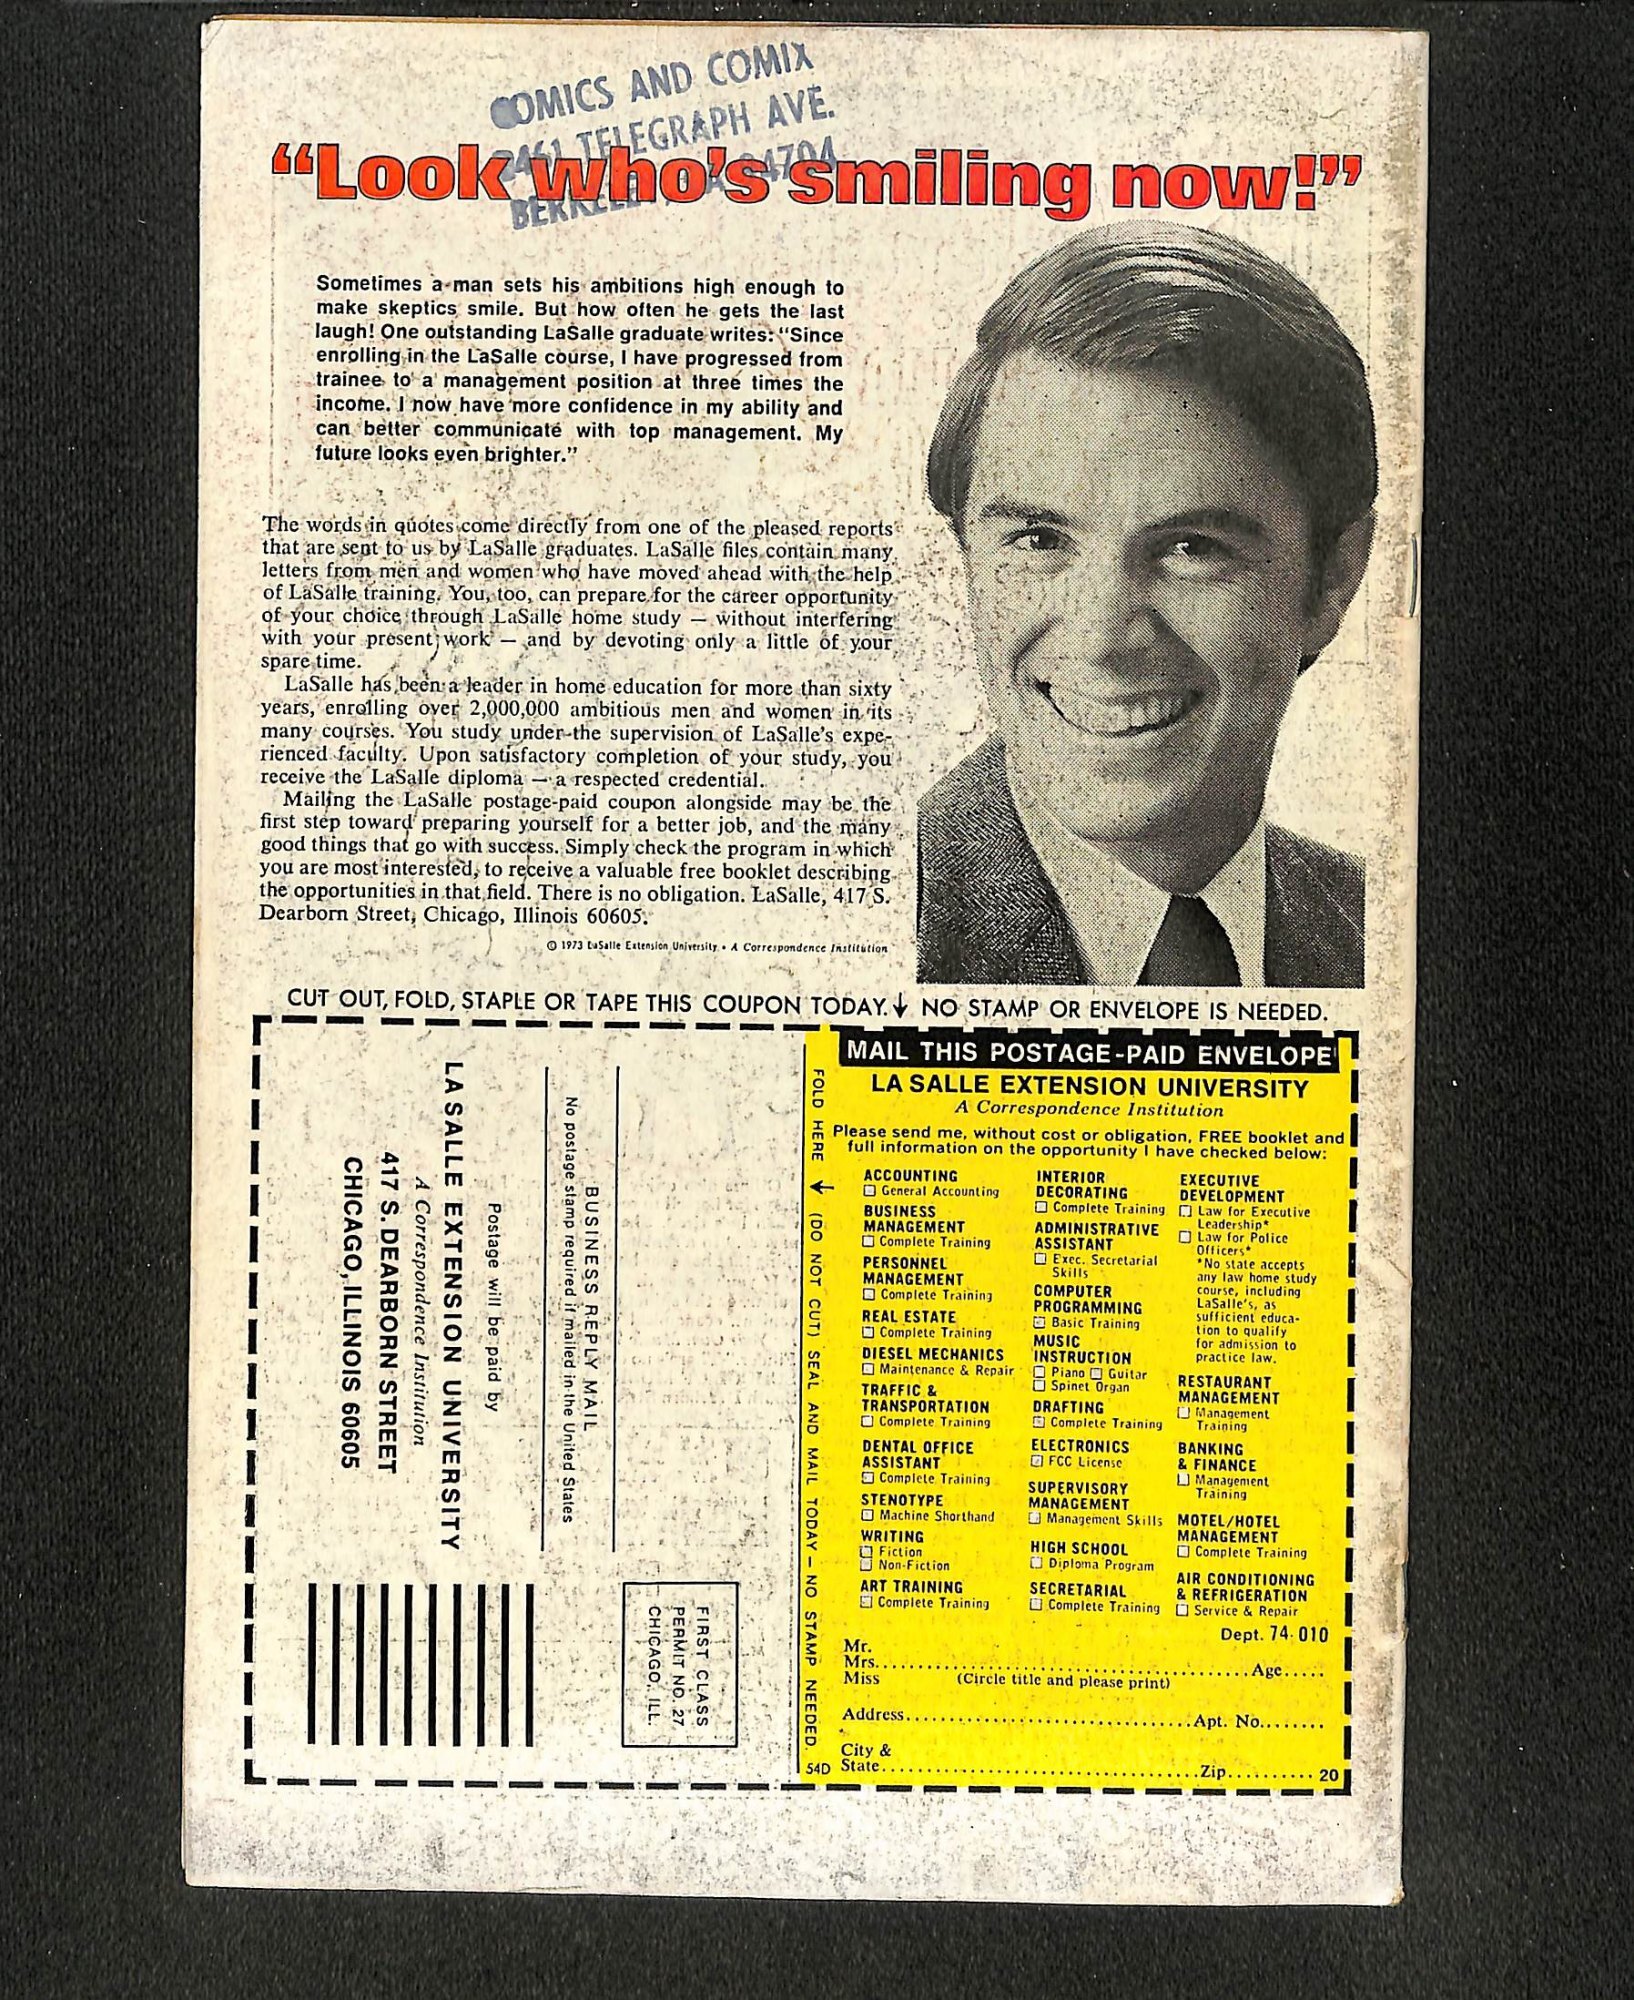 COMICS AND COMIX
2461 TELEGRAPH AVE.
94704
“Look who’s smiling now!”
Sometimes a man sets his ambitions high enough to
make skeptics smile. But how often he gets the last
laugh! One outstanding LaSalle graduate writes: “Since
enrolling in the LaSalle course, I have progressed from
trainee to a management position at three times the
income. I now have more confidence in my ability and
can better communicate with top management. My
future looks even brighter.”
The words in quotes come directly from one of the pleased reports
that are sent to us by LaSalle graduates. LaSalle files contain many
letters from men and women who have moved ahead with the help
of LaSalle training. You, too, can prepare for the career opportunity
of your choice through LaSalle home study — without interfering
with your present work — and by devoting only a little of your
spare time.
LaSalle has been a leader in home education for more than sixty
years, enrolling over 2,000,000 ambitious men and women in its
many courses. You study under the supervision of LaSalle's expe-
rienced faculty. Upon satisfactory completion of your study, you
receive the LaSalle diploma — a respected credential.
Mailing the LaSalle postage-paid coupon alongside may be the
first step toward preparing yourself for a better job, and the many
good things that go with success. Simply check the program in which
you are most interested, to receive a valuable free booklet describing
the opportunities in that field. There is no obligation. LaSalle, 417 S.
Dearborn Street, Chicago, Illinois 60605.
© 1973 LaSalle Extension University • A Correspondence Institution
CUT OUT, FOLD, STAPLE OR TAPE THIS COUPON TODAY. ↓ NO STAMP OR ENVELOPE IS NEEDED.
FIRST CLASS
PERMIT NO. 27
CHICAGO, ILL.
BUSINESS REPLY MAIL
No postage stamp required if mailed in the United States
Postage will be paid by
LA SALLE EXTENSION UNIVERSITY
A Correspondence Institution
417 S. DEARBORN STREET
CHICAGO, ILLINOIS 60605
FOLD HERE ↓ (DO NOT CUT) SEAL AND MAIL TODAY — NO STAMP NEEDED.
54D
MAIL THIS POSTAGE-PAID ENVELOPE
LA SALLE EXTENSION UNIVERSITY
A Correspondence Institution
Please send me, without cost or obligation, FREE booklet and
full information on the opportunity I have checked below:
ACCOUNTING
☐ General Accounting
BUSINESS
MANAGEMENT
☐ Complete Training
PERSONNEL
MANAGEMENT
☐ Complete Training
REAL ESTATE
☐ Complete Training
DIESEL MECHANICS
☐ Maintenance & Repair
TRAFFIC &
TRANSPORTATION
☐ Complete Training
DENTAL OFFICE
ASSISTANT
☐ Complete Training
STENOTYPE
☐ Machine Shorthand
WRITING
☐ Fiction
☐ Non-Fiction
ART TRAINING
☐ Complete Training
INTERIOR
DECORATING
☐ Complete Training
ADMINISTRATIVE
ASSISTANT
☐ Exec. Secretarial
Skills
COMPUTER
PROGRAMMING
☐ Basic Training
MUSIC
INSTRUCTION
☐ Piano ☐ Guitar
☐ Spinet Organ
DRAFTING
☐ Complete Training
ELECTRONICS
☐ FCC License
SUPERVISORY
MANAGEMENT
☐ Management Skills
HIGH SCHOOL
☐ Diploma Program
SECRETARIAL
☐ Complete Training
EXECUTIVE
DEVELOPMENT
☐ Law for Executive
Leadership*
☐ Law for Police
Officers*
*No state accepts
any law home study
course, including
LaSalle's, as
sufficient educa-
tion to qualify
for admission to
practice law.
RESTAURANT
MANAGEMENT
☐ Management
Training
BANKING
& FINANCE
☐ Management
Training
MOTEL/HOTEL
MANAGEMENT
☐ Complete Training
AIR CONDITIONING
& REFRIGERATION
☐ Service & Repair
Dept. 74-010
Mr.
Mrs. Age
Miss (Circle title and please print)
Address Apt. No.
City &
State Zip 20